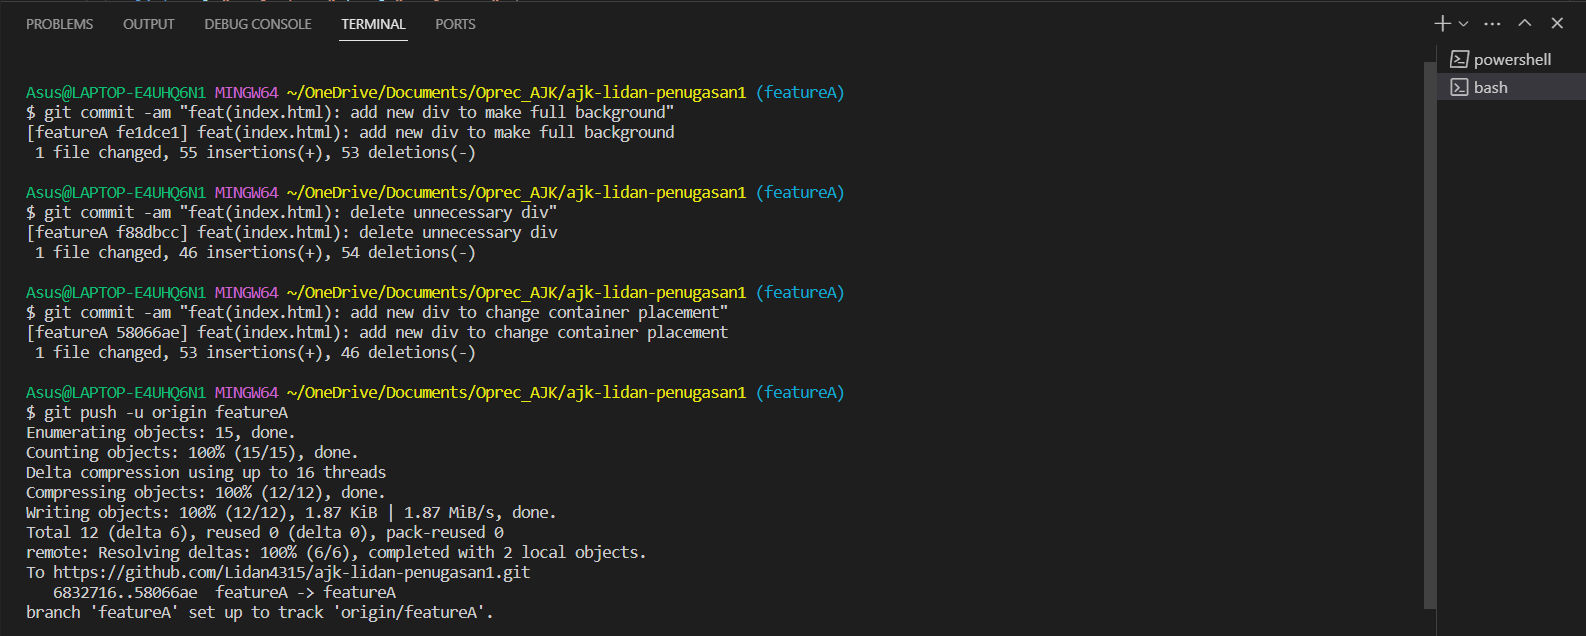 PROBLEMS OUTPUT DEBUG CONSOLE TERMINAL PORTS
powershell
bash
Asus@LAPTOP-E4UHQ6N1 MINGW64 ~/OneDrive/Documents/Oprec_AJK/ajk-lidan-penugasan1 (featureA)
$ git commit -am "feat(index.html): add new div to make full background"
[featureA fe1dce1] feat(index.html): add new div to make full background
 1 file changed, 55 insertions(+), 53 deletions(-)
Asus@LAPTOP-E4UHQ6N1 MINGW64 ~/OneDrive/Documents/Oprec_AJK/ajk-lidan-penugasan1 (featureA)
$ git commit -am "feat(index.html): delete unnecessary div"
[featureA f88dbcc] feat(index.html): delete unnecessary div
 1 file changed, 46 insertions(+), 54 deletions(-)
Asus@LAPTOP-E4UHQ6N1 MINGW64 ~/OneDrive/Documents/Oprec_AJK/ajk-lidan-penugasan1 (featureA)
$ git commit -am "feat(index.html): add new div to change container placement"
[featureA 58066ae] feat(index.html): add new div to change container placement
 1 file changed, 53 insertions(+), 46 deletions(-)
Asus@LAPTOP-E4UHQ6N1 MINGW64 ~/OneDrive/Documents/Oprec_AJK/ajk-lidan-penugasan1 (featureA)
$ git push -u origin featureA
Enumerating objects: 15, done.
Counting objects: 100% (15/15), done.
Delta compression using up to 16 threads
Compressing objects: 100% (12/12), done.
Writing objects: 100% (12/12), 1.87 KiB | 1.87 MiB/s, done.
Total 12 (delta 6), reused 0 (delta 0), pack-reused 0
remote: Resolving deltas: 100% (6/6), completed with 2 local objects.
To https://github.com/Lidan4315/ajk-lidan-penugasan1.git
   6832716..58066ae  featureA -> featureA
branch 'featureA' set up to track 'origin/featureA'.